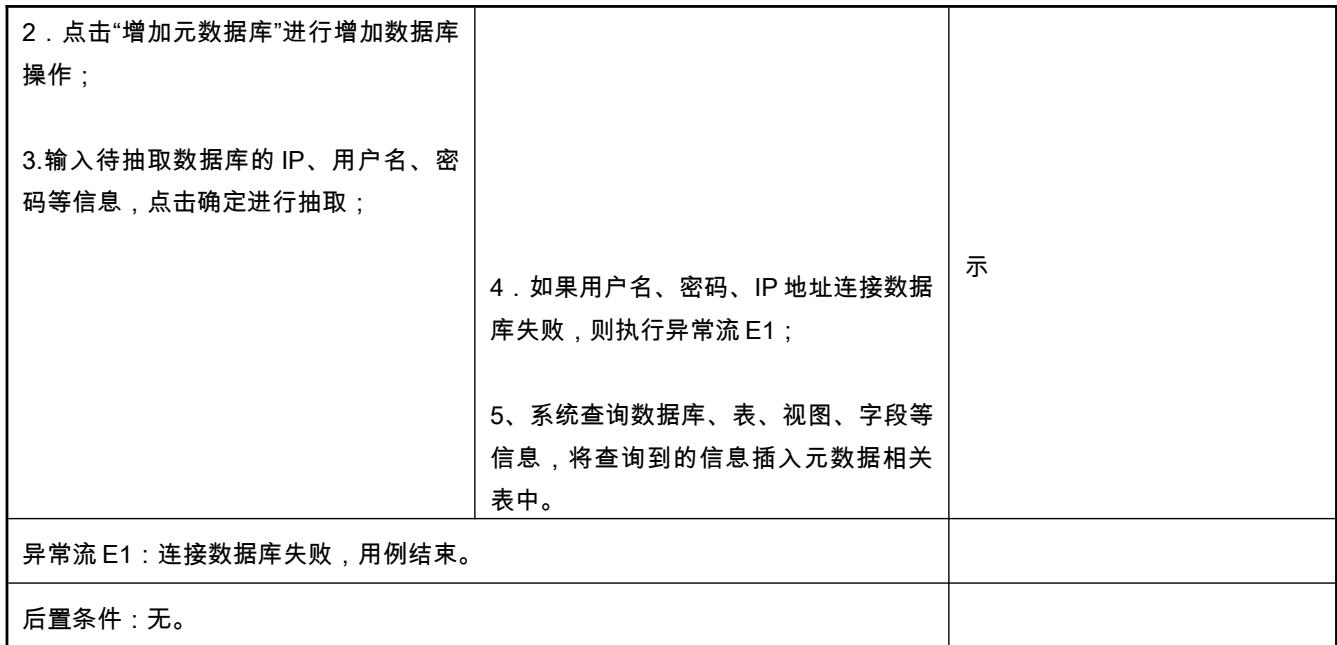 2．点击“增加元数据库”进行增加数据库
操作；
3.输入待抽取数据库的 IP、用户名、密
码等信息，点击确定进行抽取；
4．如果用户名、密码、IP 地址连接数据
库失败，则执行异常流 E1；
5、系统查询数据库、表、视图、字段等
信息，将查询到的信息插入元数据相关
表中。
示
异常流 E1：连接数据库失败，用例结束。
后置条件：无。